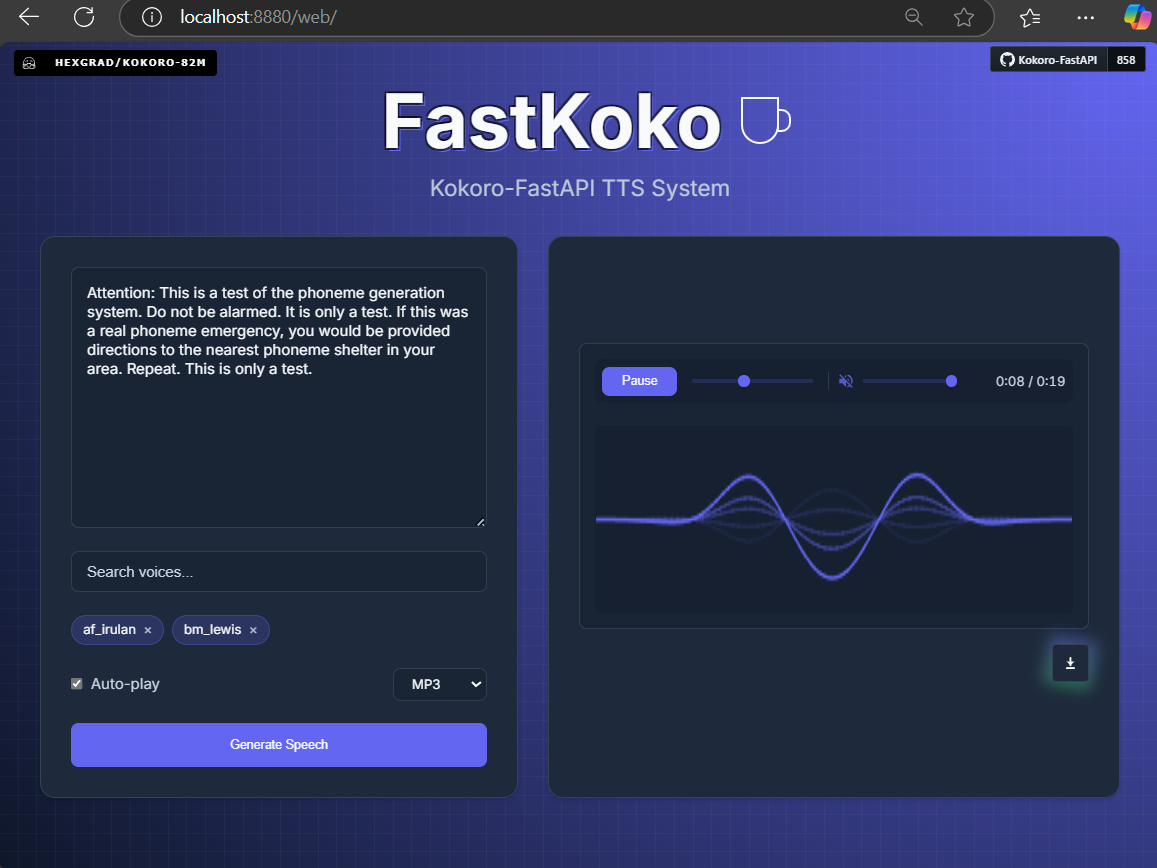 localhost:8880/web/
HEXGRAD/KOKORO-82M
Kokoro-FastAPI 858
FastKoko
Kokoro-FastAPI TTS System
Attention: This is a test of the phoneme generation
system. Do not be alarmed. It is only a test. If this was
a real phoneme emergency, you would be provided
directions to the nearest phoneme shelter in your
area. Repeat. This is only a test.
Search voices...
af_irulan ×
bm_lewis ×
Auto-play
MP3
Generate Speech
Pause
0:08 / 0:19